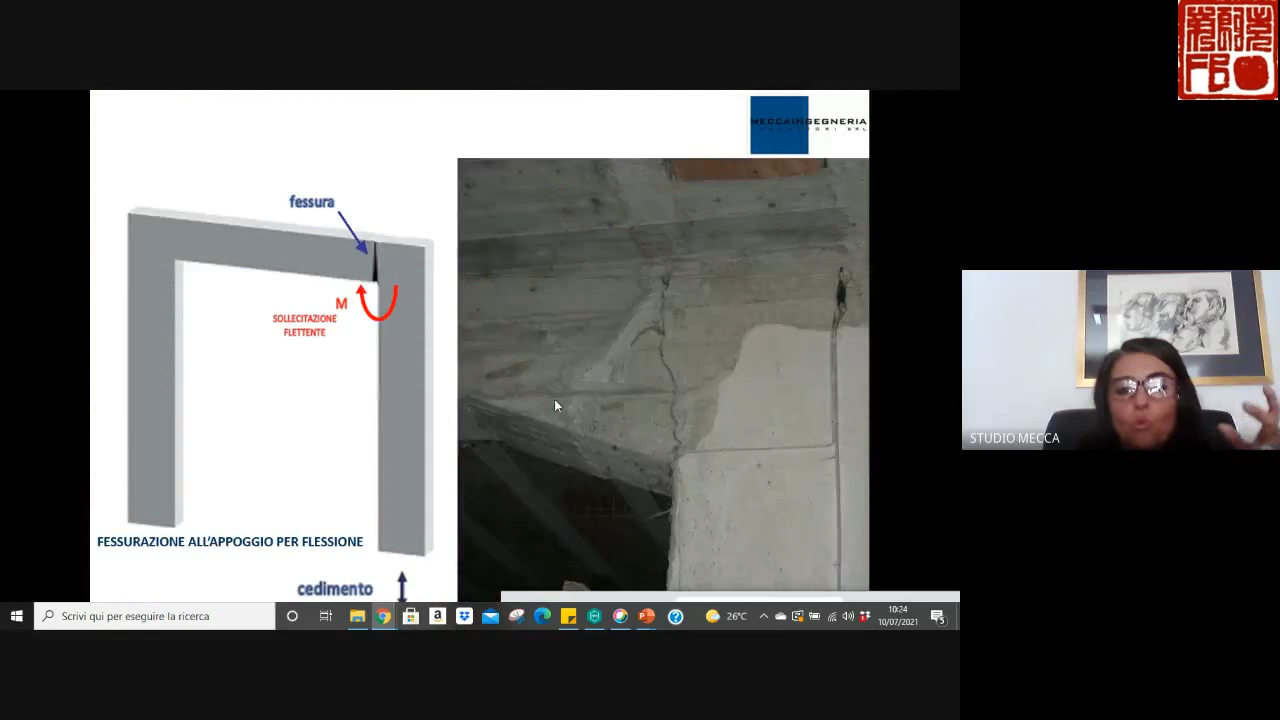 MECCAINGEGNERIA
fessura
M
SOLLECITAZIONE
FLETTENTE
FESSURAZIONE ALL'APPOGGIO PER FLESSIONE
cedimento
STUDIO MECCA
Scrivi qui per eseguire la ricerca
26°C
10:24
10/07/2021
5